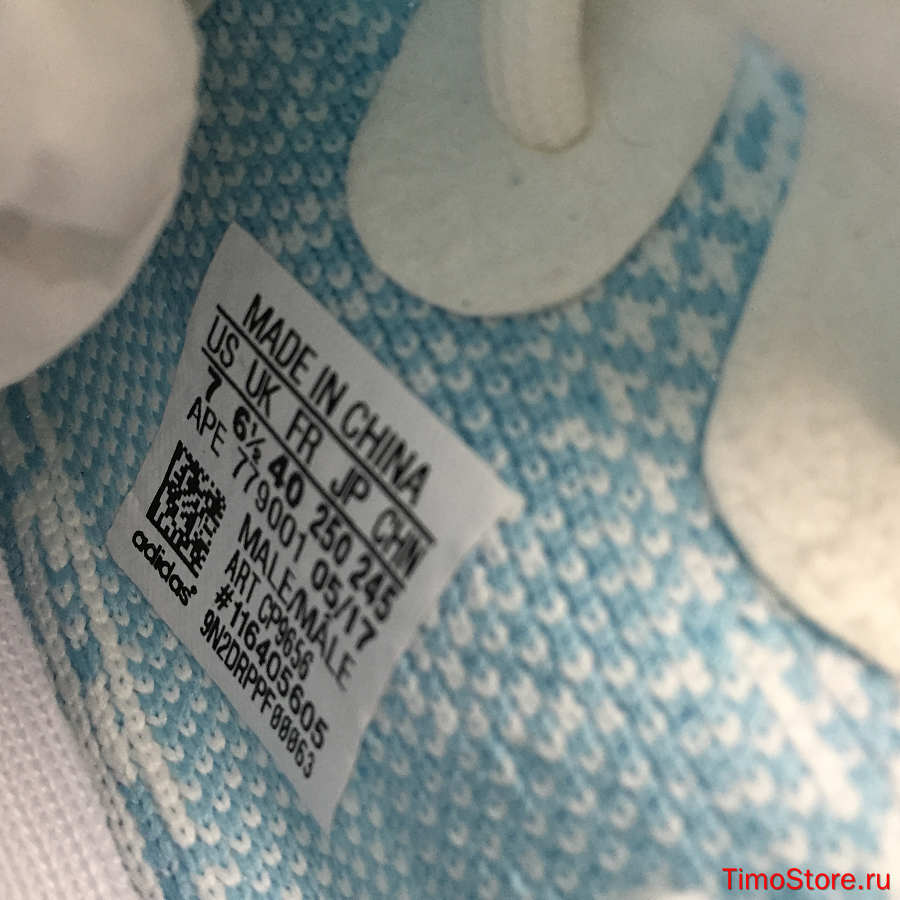 MADE IN CHINA
US UK FR JP CHN
7 6½ 40 250 245
APE 779001 05/17
MALE/MÂLE
ART CP9656
#116405605
9N2DRPPF00063
adidas
TimoStore.ru